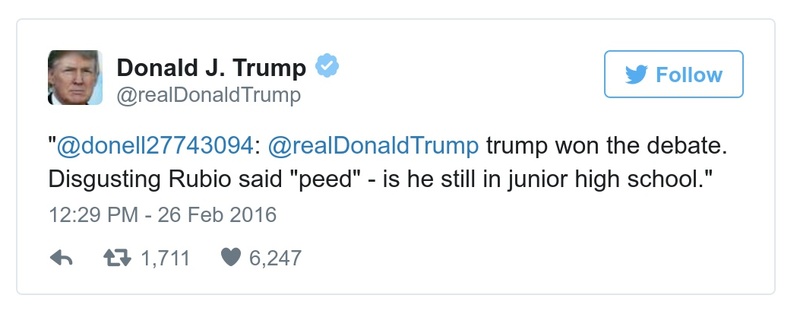 Donald J. Trump
@realDonaldTrump
Follow
"@donell27743094: @realDonaldTrump trump won the debate.
Disgusting Rubio said "peed" - is he still in junior high school."
12:29 PM - 26 Feb 2016
1,711 6,247